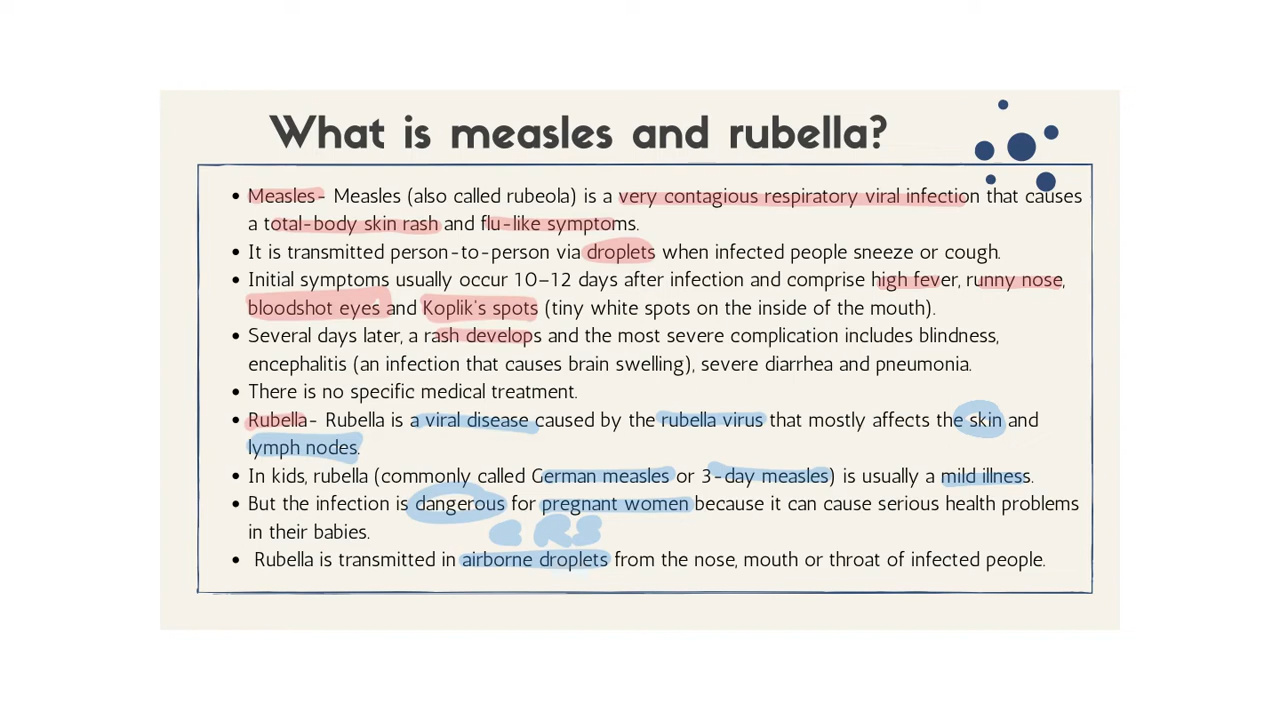 What is measles and rubella?
• Measles- Measles (also called rubeola) is a very contagious respiratory viral infection that causes
a total-body skin rash and flu-like symptoms.
• It is transmitted person-to-person via droplets when infected people sneeze or cough.
• Initial symptoms usually occur 10–12 days after infection and comprise high fever, runny nose,
bloodshot eyes and Koplik's spots (tiny white spots on the inside of the mouth).
• Several days later, a rash develops and the most severe complication includes blindness,
encephalitis (an infection that causes brain swelling), severe diarrhea and pneumonia.
• There is no specific medical treatment.
• Rubella- Rubella is a viral disease caused by the rubella virus that mostly affects the skin and
lymph nodes.
• In kids, rubella (commonly called German measles or 3-day measles) is usually a mild illness.
• But the infection is dangerous for pregnant women because it can cause serious health problems
in their babies.
• Rubella is transmitted in airborne droplets from the nose, mouth or throat of infected people.